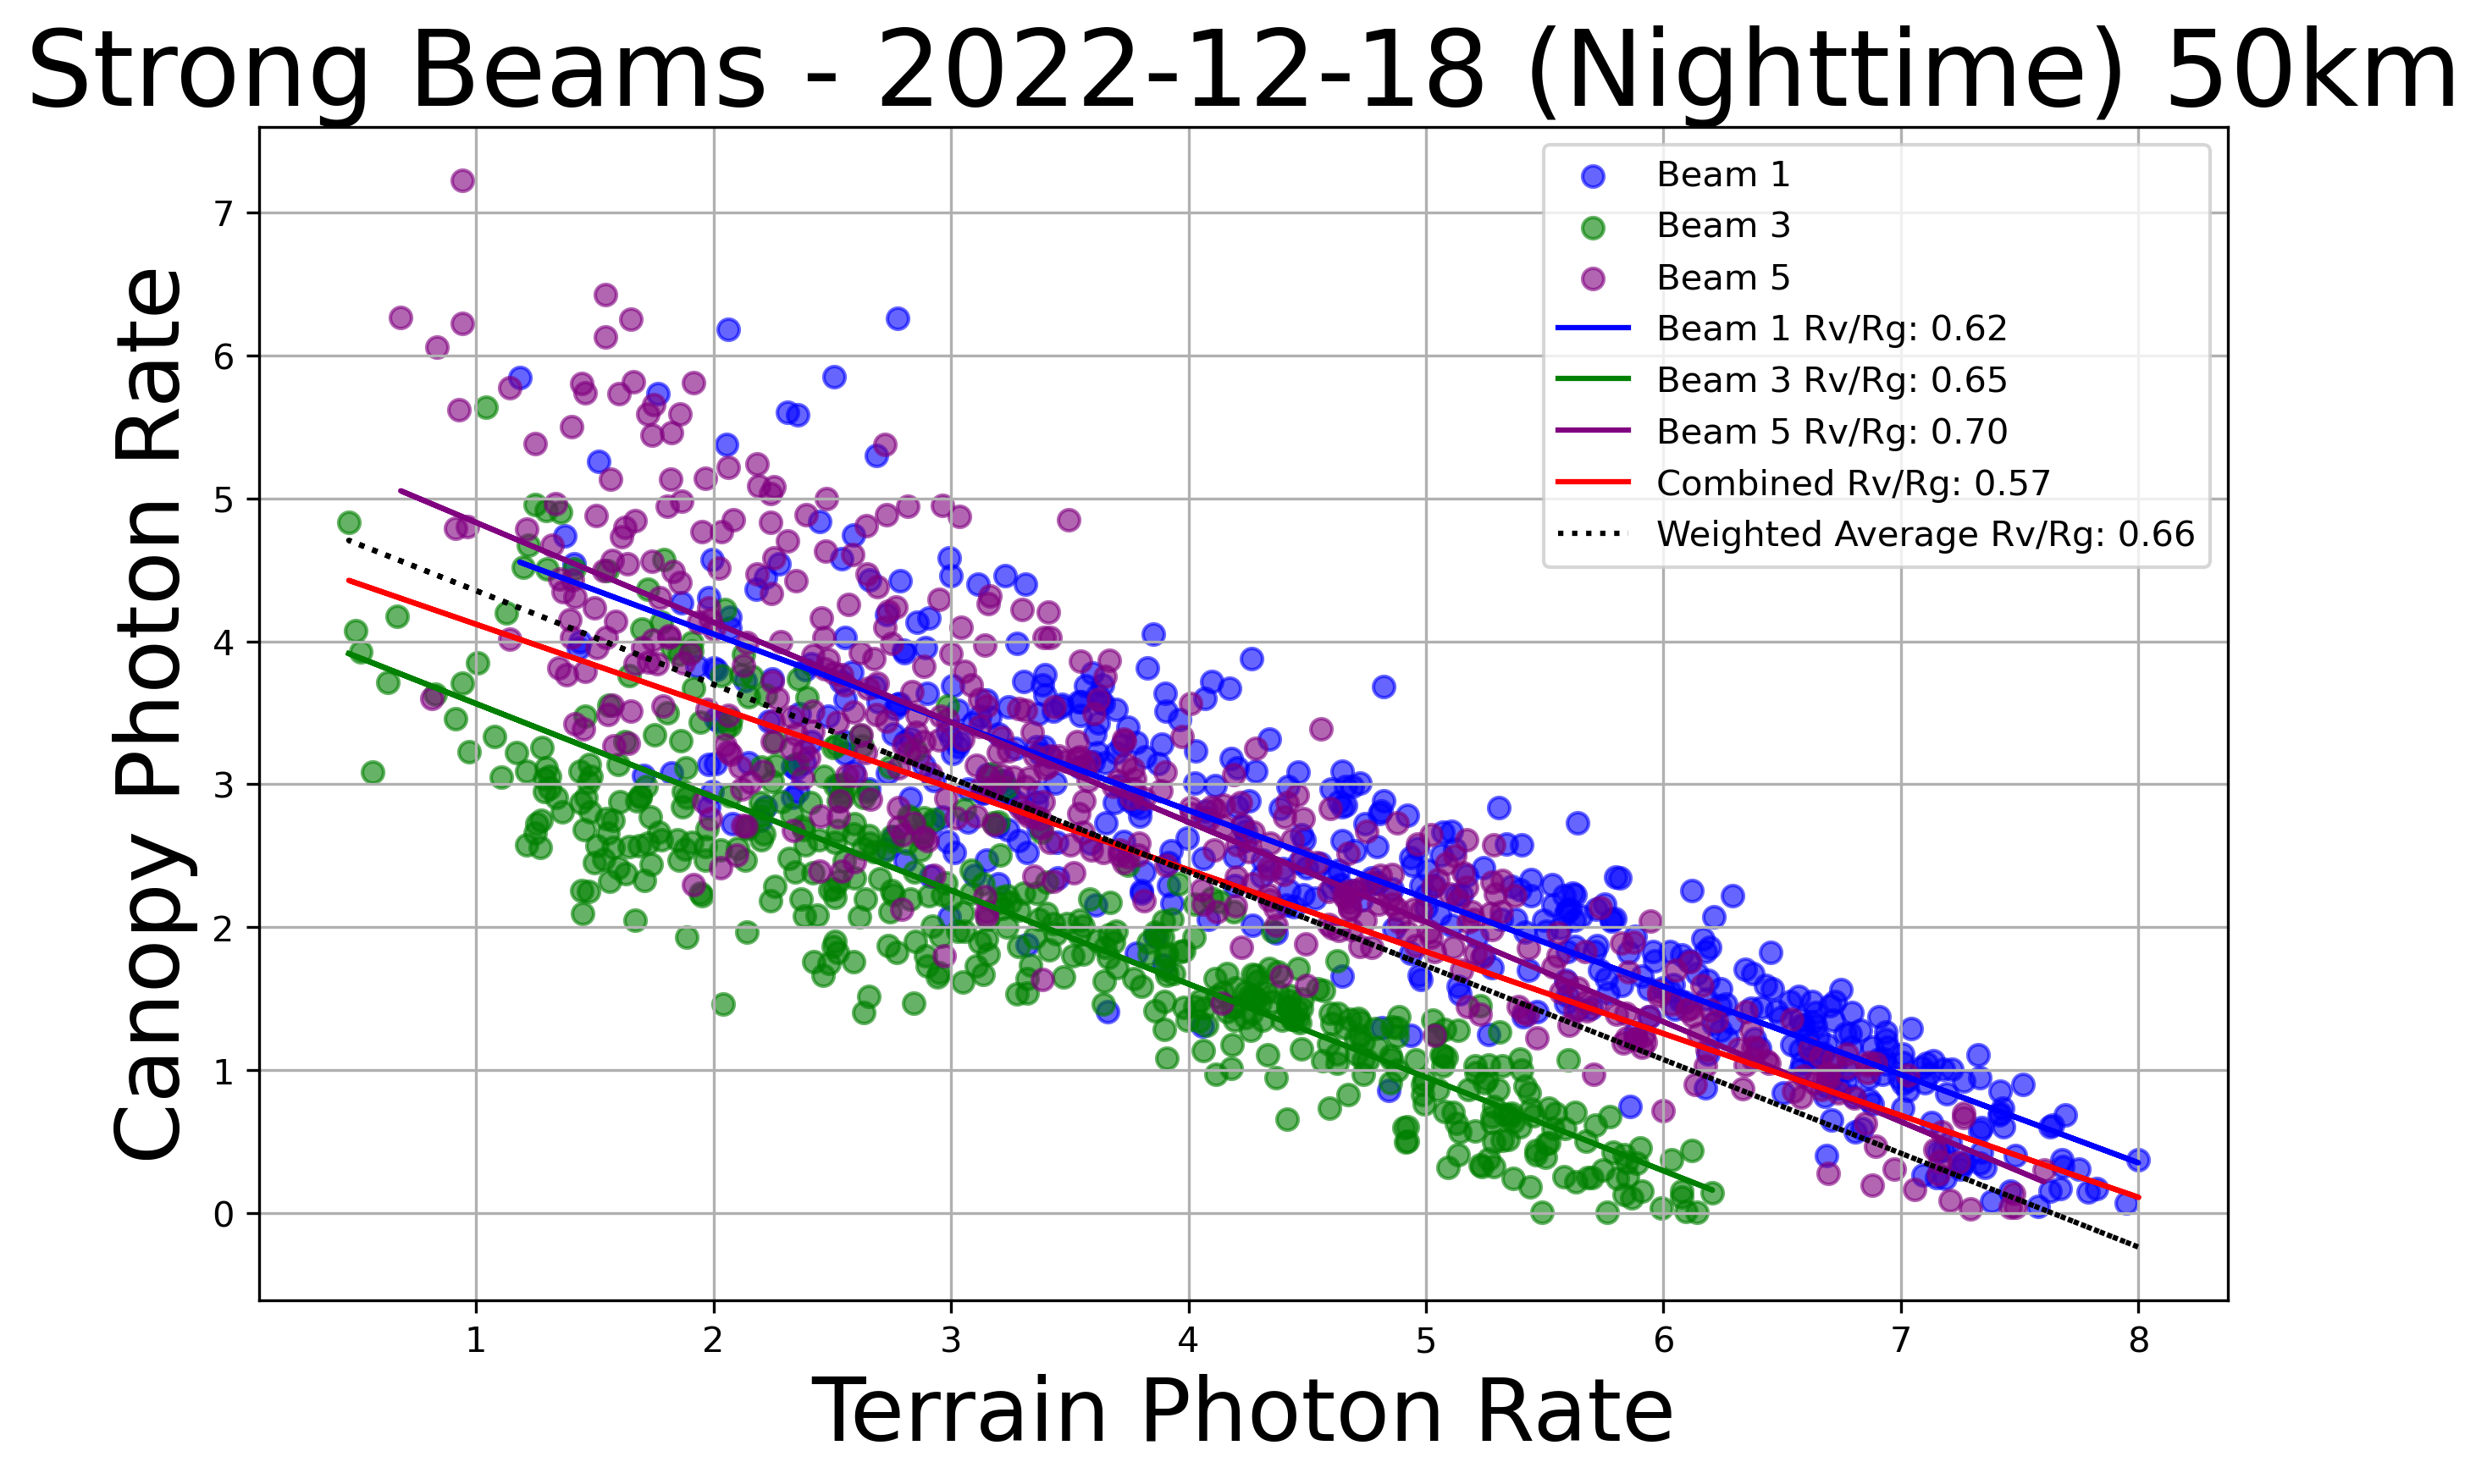 Strong Beams - 2022-12-18 (Nighttime) 50km
Canopy Photon Rate
7
6
5
4
3
2
1
0
Beam 1
Beam 3
Beam 5
Beam 1 Rv/Rg: 0.62
Beam 3 Rv/Rg: 0.65
Beam 5 Rv/Rg: 0.70
Combined Rv/Rg: 0.57
Weighted Average Rv/Rg: 0.66
1 2 3 4 5 6 7 8
Terrain Photon Rate